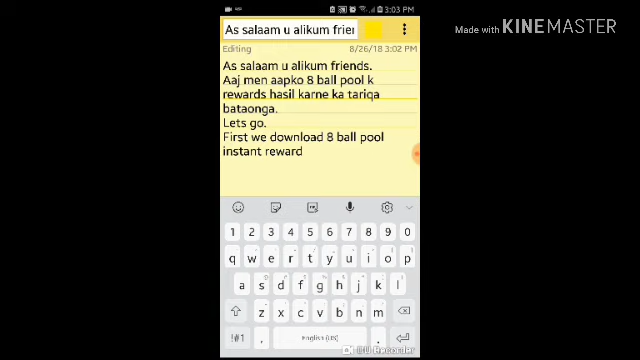 3:03 PM
Made with KINEMASTER
As salaam u alikum frien
Editing 8/26/18 3:02 PM
As salaam u alikum friends.
Aaj men aapko 8 ball pool k
rewards hasil karne ka tariqa
bataonga.
Lets go.
First we download 8 ball pool
instant reward
1 2 3 4 5 6 7 8 9 0
q w e r t y u i o p
a s d f g h j k l
z x c v b n m
!#1 , English (US) .